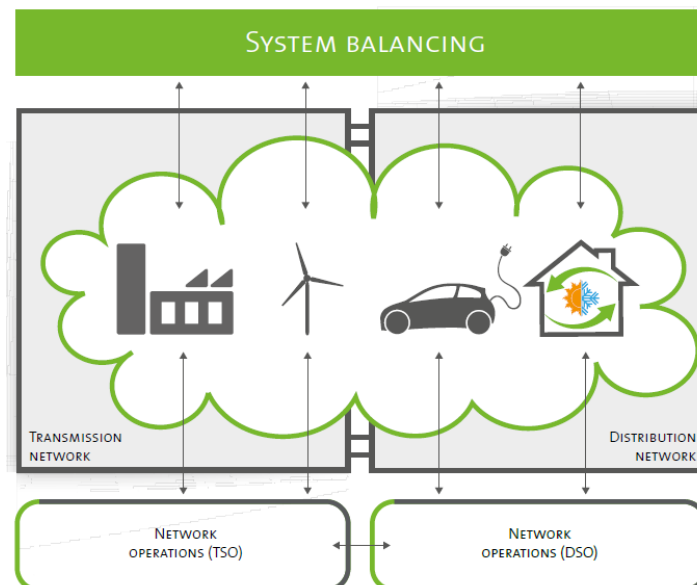 SYSTEM BALANCING
TRANSMISSION
NETWORK
DISTRIBUTION
NETWORK
NETWORK
OPERATIONS (TSO)
NETWORK
OPERATIONS (DSO)